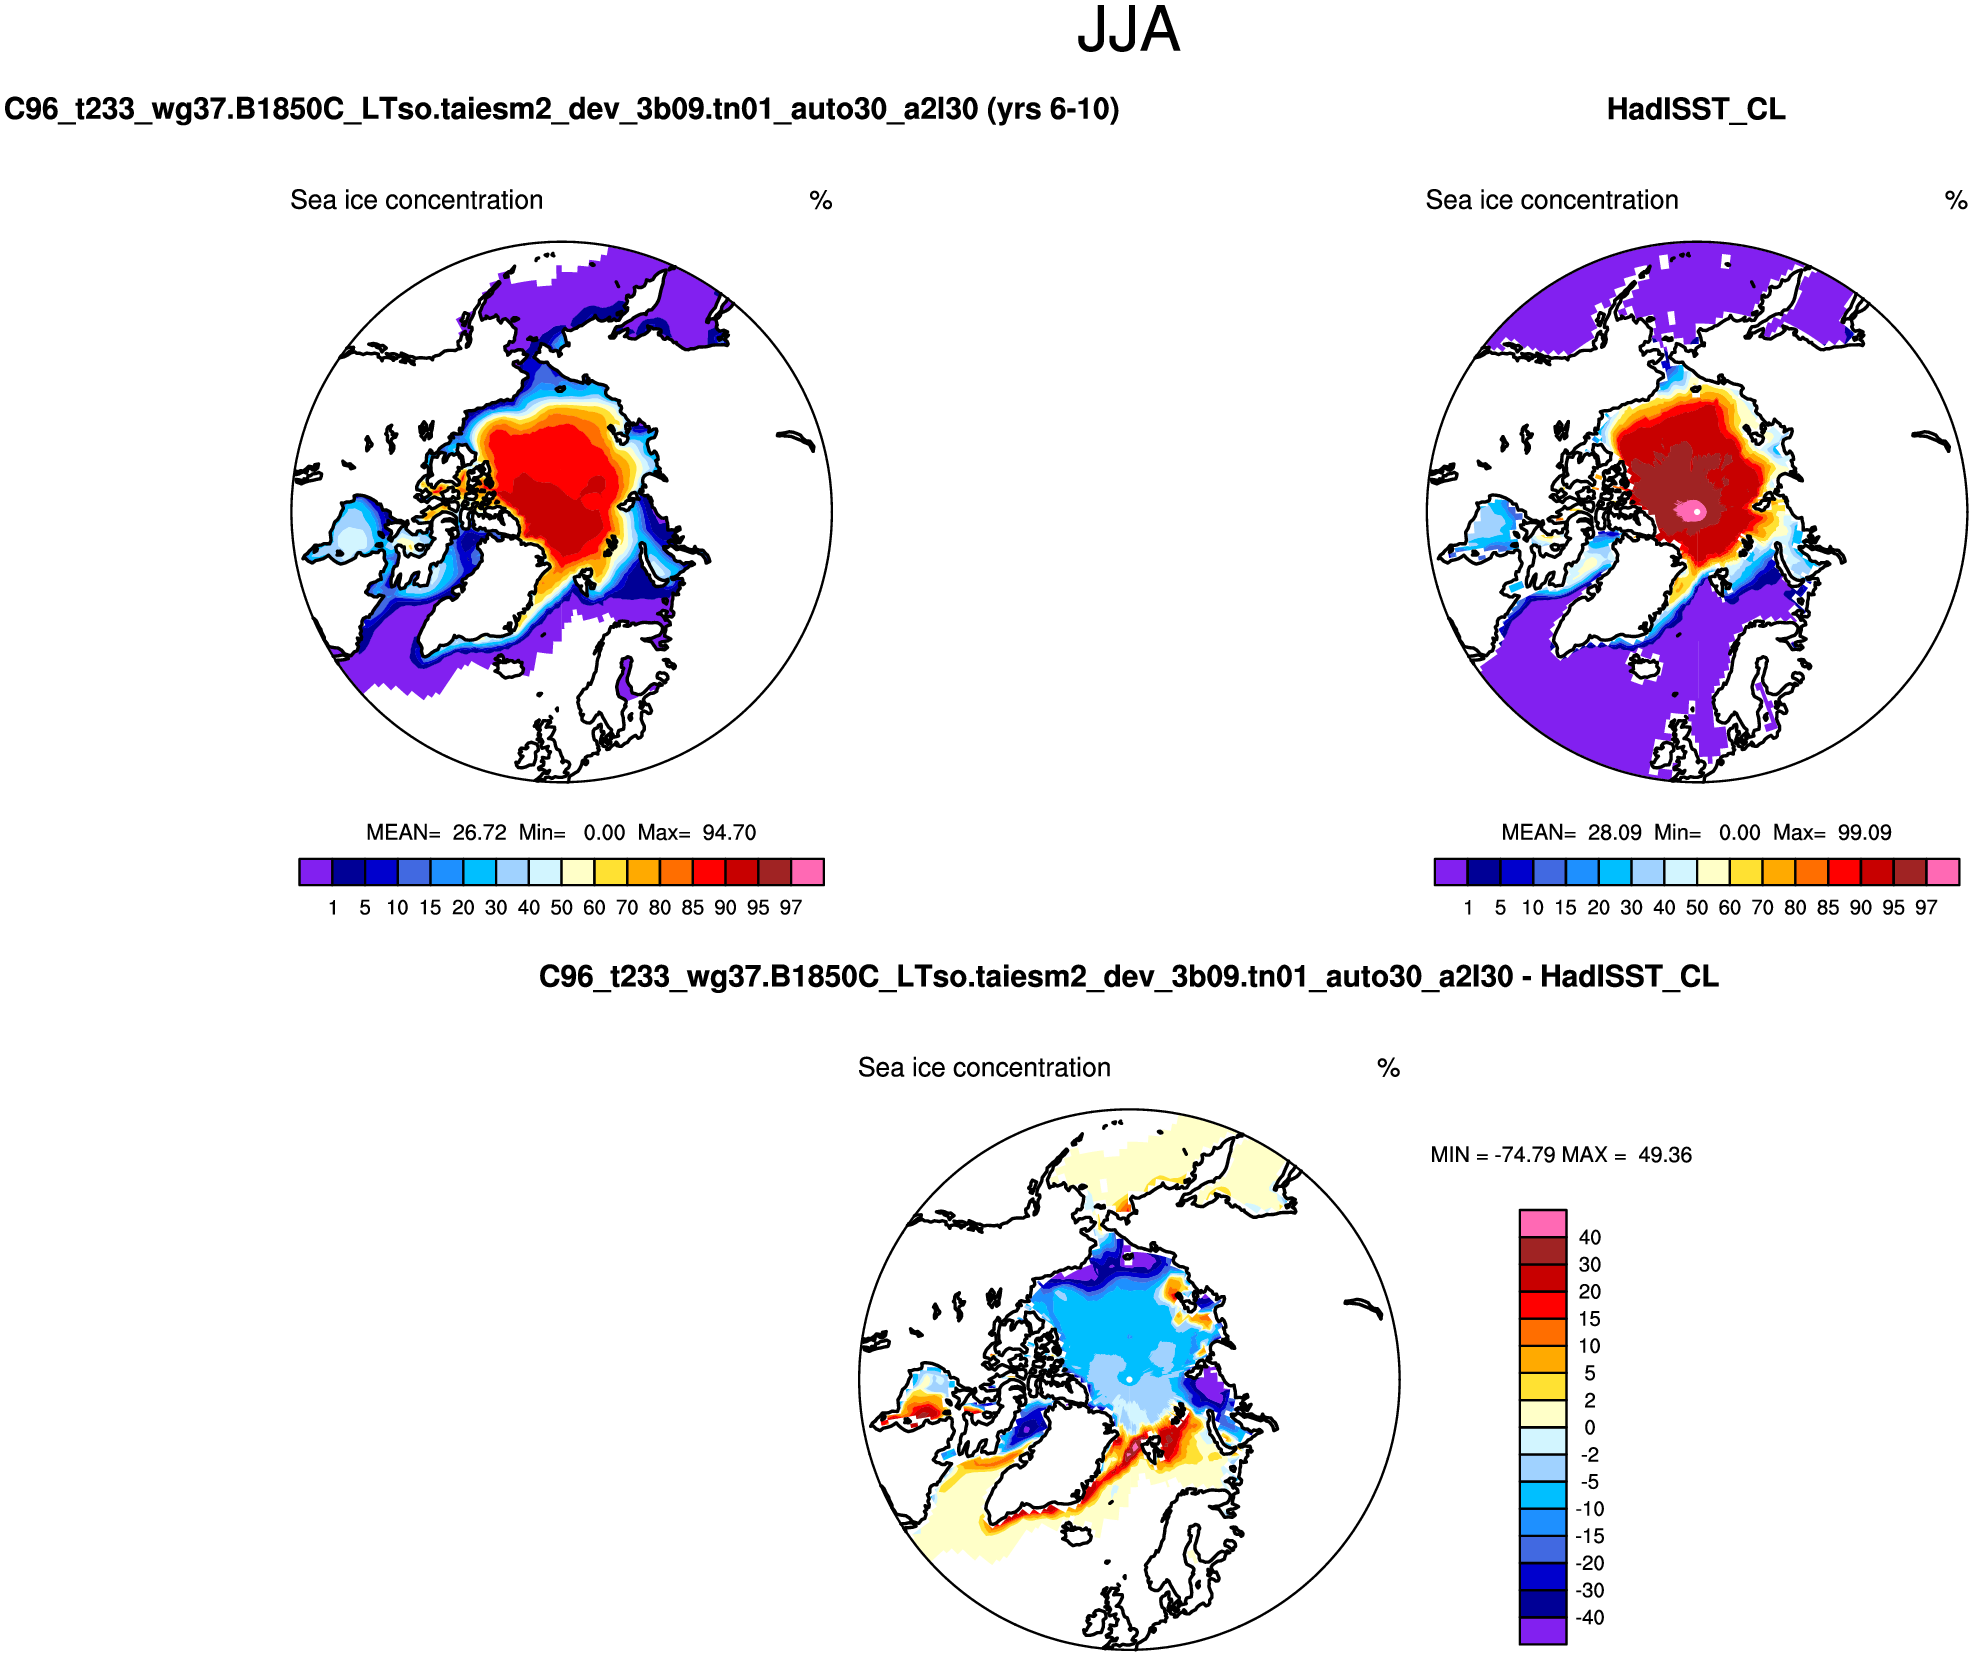 JJA
C96_t233_wg37.B1850C_LTso.taiesm2_dev_3b09.tn01_auto30_a2l30 (yrs 6-10)
HadISST_CL
Sea ice concentration %
Sea ice concentration %
MEAN= 26.72 Min= 0.00 Max= 94.70
MEAN= 28.09 Min= 0.00 Max= 99.09
1 5 10 15 20 30 40 50 60 70 80 85 90 95 97
1 5 10 15 20 30 40 50 60 70 80 85 90 95 97
C96_t233_wg37.B1850C_LTso.taiesm2_dev_3b09.tn01_auto30_a2l30 - HadISST_CL
Sea ice concentration %
MIN = -74.79 MAX = 49.36
40
30
20
15
10
5
2
0
-2
-5
-10
-15
-20
-30
-40